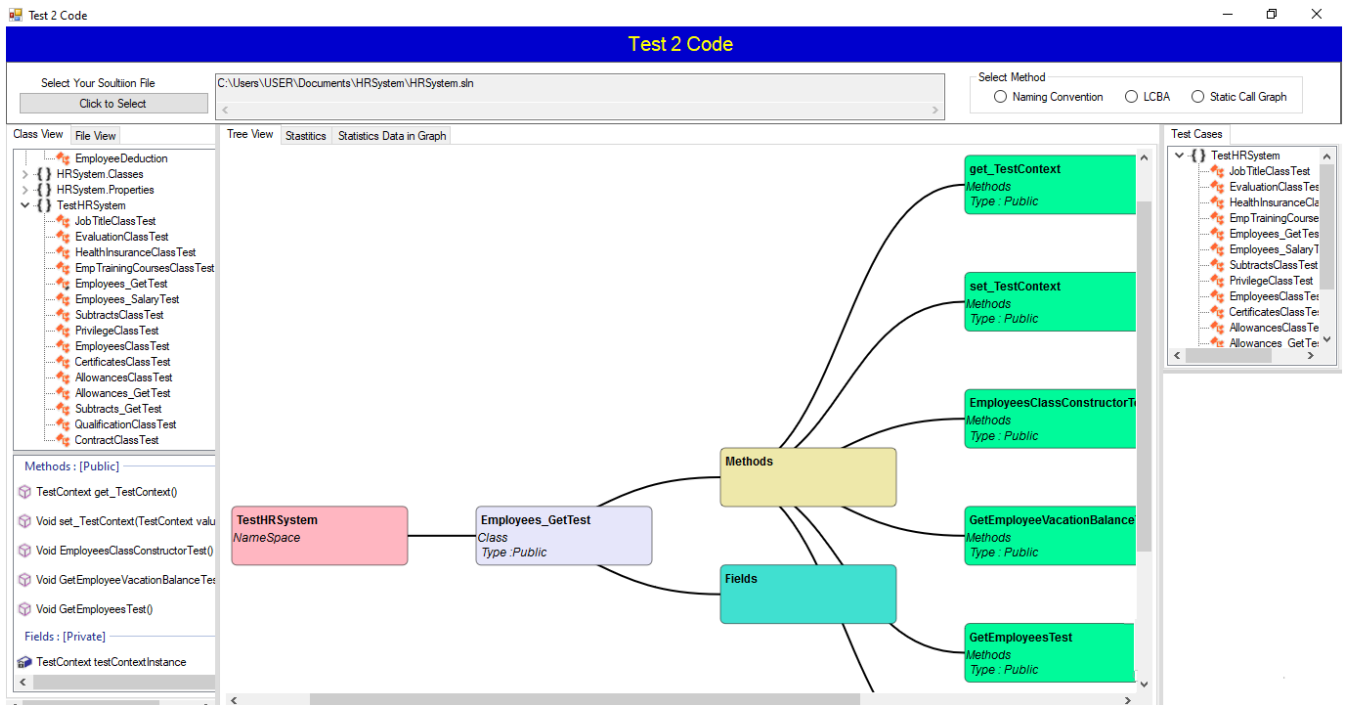 Test 2 Code
Test 2 Code
Select Your Soultiion File
Click to Select
C:\Users\USER\Documents\HRSystem\HRSystem.sln
Select Method
Naming Convention
LCBA
Static Call Graph
Class View
File View
EmployeeDeduction
HRSystem.Classes
HRSystem.Properties
TestHRSystem
JobTitleClassTest
EvaluationClassTest
HealthInsuranceClassTest
EmpTrainingCoursesClassTest
Employees_GetTest
Employees_SalaryTest
SubtractsClassTest
PrivilegeClassTest
EmployeesClassTest
CertificatesClassTest
AllowancesClassTest
Allowances_GetTest
Subtracts_GetTest
QualificationClassTest
ContractClassTest
Methods : [Public]
TestContext get_TestContext()
Void set_TestContext(TestContext valu
Void EmployeesClassConstructorTest()
Void GetEmployeeVacationBalanceTes
Void GetEmployeesTest()
Fields : [Private]
TestContext testContextInstance
Tree View
Stastitics
Statistics Data in Graph
TestHRSystem
NameSpace
Employees_GetTest
Class
Type :Public
Methods
Fields
get_TestContext
Methods
Type : Public
set_TestContext
Methods
Type : Public
EmployeesClassConstructorTe
Methods
Type : Public
GetEmployeeVacationBalance
Methods
Type : Public
GetEmployeesTest
Methods
Type : Public
Test Cases
TestHRSystem
JobTitleClassTest
EvaluationClassTes
HealthInsuranceCla
EmpTrainingCourse
Employees_GetTes
Employees_SalaryT
SubtractsClassTest
PrivilegeClassTest
EmployeesClassTes
CertificatesClassTes
AllowancesClassTe
Allowances_GetTes